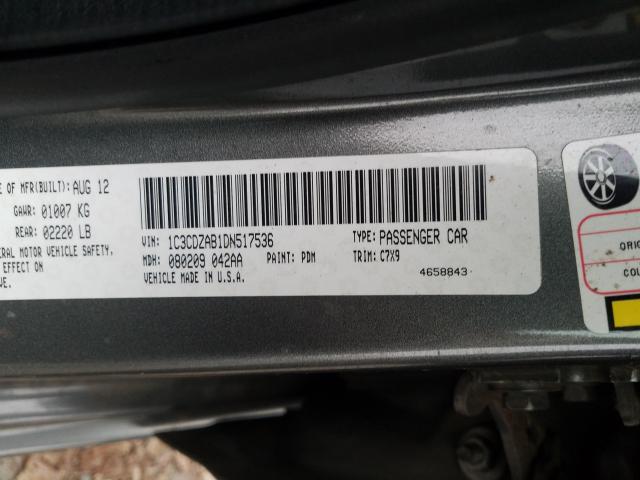 E OF MFR(BUILT): AUG 12
GAWR: 01007 KG
REAR: 02220 LB
ERAL MOTOR VEHICLE SAFETY,
EFFECT ON
VE.
VIN: 1C3CDZAB1DN517536
TYPE: PASSENGER CAR
MDH: 080209 042AA
PAINT: PDM
TRIM: C7X9
VEHICLE MADE IN U.S.A.
4658843
ORIG
COL